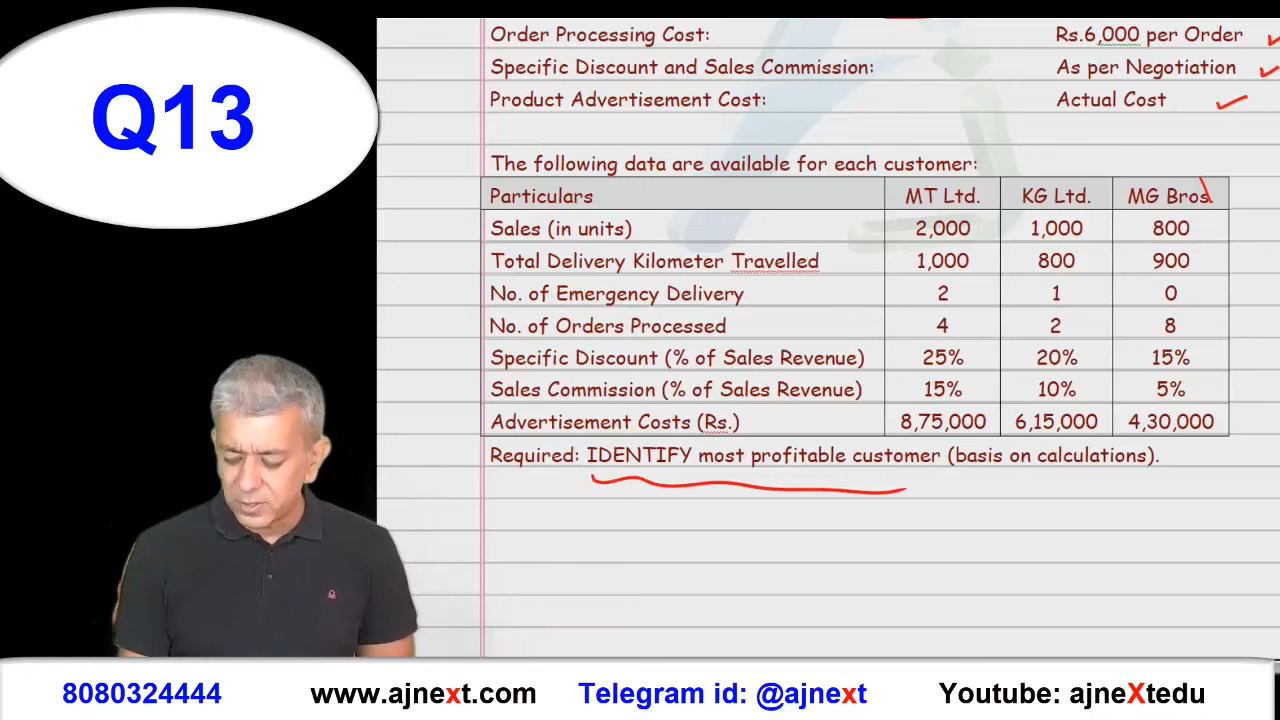 Q13
Order Processing Cost: Rs.6,000 per Order
Specific Discount and Sales Commission: As per Negotiation
Product Advertisement Cost: Actual Cost
The following data are available for each customer:
Particulars MT Ltd. KG Ltd. MG Bros.
Sales (in units) 2,000 1,000 800
Total Delivery Kilometer Travelled 1,000 800 900
No. of Emergency Delivery 2 1 0
No. of Orders Processed 4 2 8
Specific Discount (% of Sales Revenue) 25% 20% 15%
Sales Commission (% of Sales Revenue) 15% 10% 5%
Advertisement Costs (Rs.) 8,75,000 6,15,000 4,30,000
Required: IDENTIFY most profitable customer (basis on calculations).
8080324444 www.ajnext.com Telegram id: @ajnext Youtube: ajneXtedu